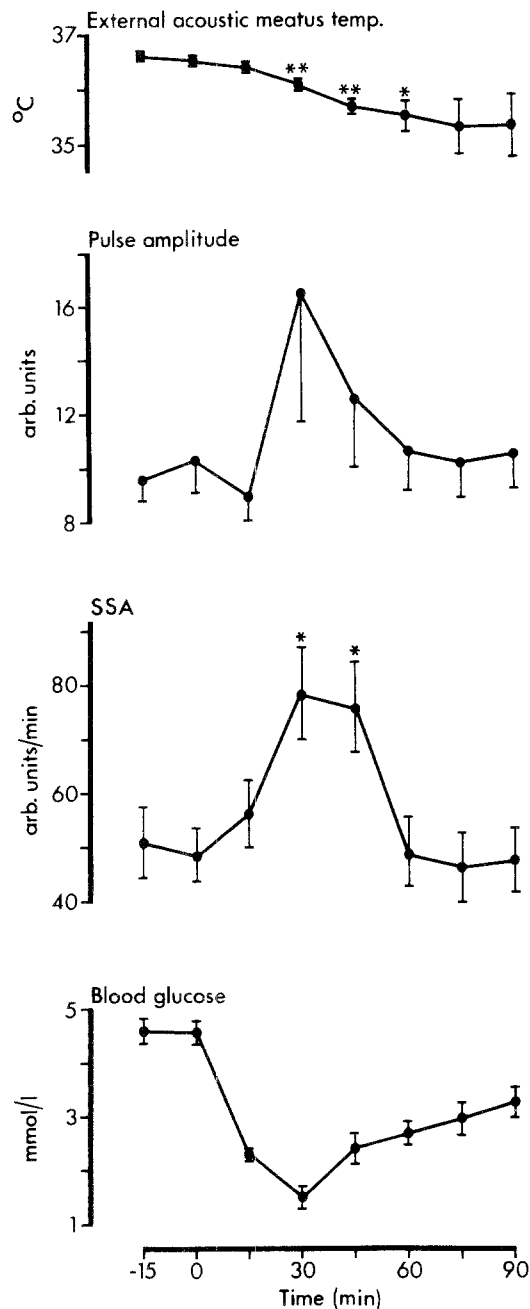 External acoustic meatus temp.
37
°C
35
**
**
*
Pulse amplitude
16
arb. units
12
8
SSA
*
*
80
arb. units/min
60
40
Blood glucose
5
mmol/l
3
1
-15 0 30 60 90
Time (min)